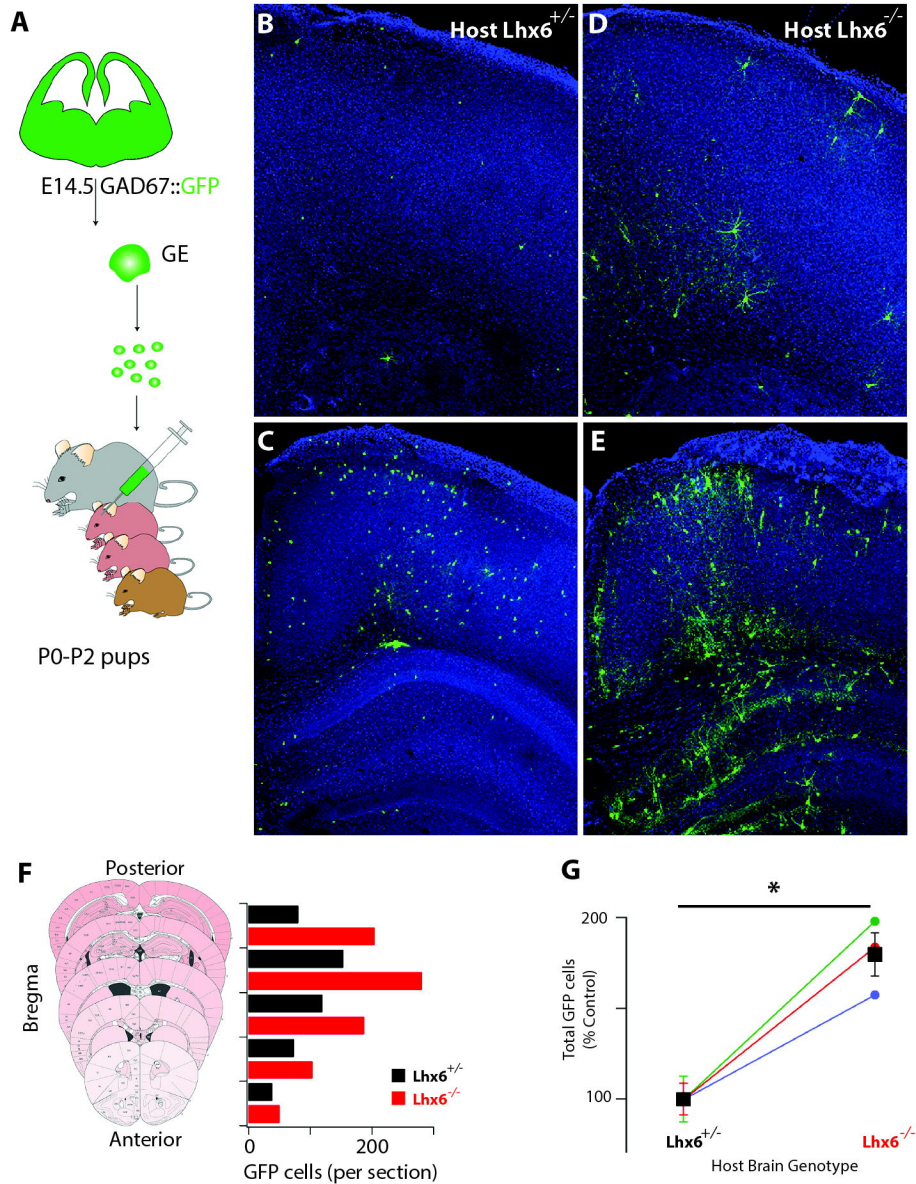 A
E14.5 GAD67::GFP
GE
P0-P2 pups
B
Host Lhx6+/-
D
Host Lhx6-/-
C
E
F
Posterior
Bregma
Anterior
Lhx6+/-
Lhx6-/-
0
200
GFP cells (per section)
G
*
200
100
Total GFP cells
(% Control)
Lhx6+/-
Lhx6-/-
Host Brain Genotype